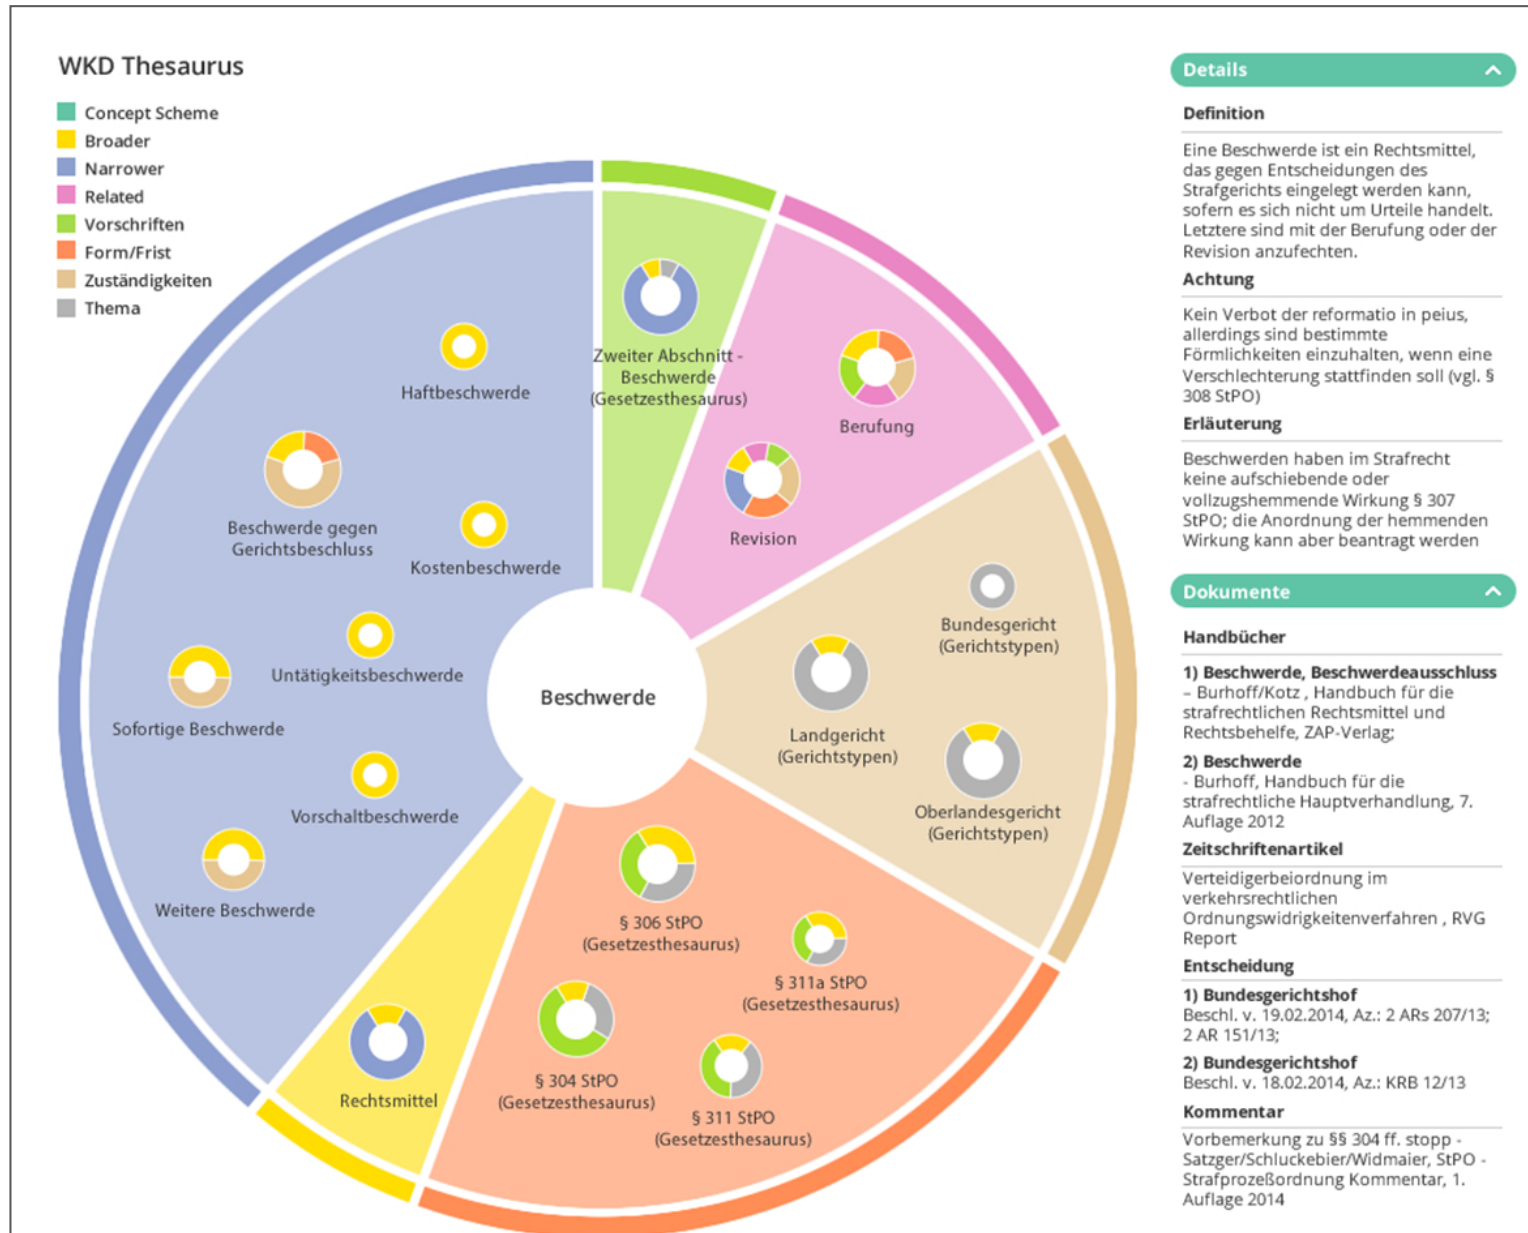 WKD Thesaurus
Concept Scheme
Broader
Narrower
Related
Vorschriften
Form/Frist
Zuständigkeiten
Thema
Haftbeschwerde
Beschwerde gegen
Gerichtsbeschluss
Kostenbeschwerde
Untätigkeitsbeschwerde
Sofortige Beschwerde
Vorschaltbeschwerde
Weitere Beschwerde
Zweiter Abschnitt -
Beschwerde
(Gesetzesthesaurus)
Berufung
Revision
Bundesgericht
(Gerichtstypen)
Landgericht
(Gerichtstypen)
Oberlandesgericht
(Gerichtstypen)
Beschwerde
§ 306 StPO
(Gesetzesthesaurus)
§ 311a StPO
(Gesetzesthesaurus)
§ 304 StPO
(Gesetzesthesaurus)
§ 311 StPO
(Gesetzesthesaurus)
Rechtsmittel
Details
Definition
Eine Beschwerde ist ein Rechtsmittel,
das gegen Entscheidungen des
Strafgerichts eingelegt werden kann,
sofern es sich nicht um Urteile handelt.
Letztere sind mit der Berufung oder der
Revision anzufechten.
Achtung
Kein Verbot der reformatio in peius,
allerdings sind bestimmte
Förmlichkeiten einzuhalten, wenn eine
Verschlechterung stattfinden soll (vgl. §
308 StPO)
Erläuterung
Beschwerden haben im Strafrecht
keine aufschiebende oder
vollzugshemmende Wirkung § 307
StPO; die Anordnung der hemmenden
Wirkung kann aber beantragt werden
Dokumente
Handbücher
1) Beschwerde, Beschwerdeausschluss
– Burhoff/Kotz , Handbuch für die
strafrechtlichen Rechtsmittel und
Rechtsbehelfe, ZAP-Verlag;
2) Beschwerde
- Burhoff, Handbuch für die
strafrechtliche Hauptverhandlung, 7.
Auflage 2012
Zeitschriftenartikel
Verteidigerbeiordnung im
verkehrsrechtlichen
Ordnungswidrigkeitenverfahren , RVG
Report
Entscheidung
1) Bundesgerichtshof
Beschl. v. 19.02.2014, Az.: 2 ARs 207/13;
2 AR 151/13;
2) Bundesgerichtshof
Beschl. v. 18.02.2014, Az.: KRB 12/13
Kommentar
Vorbemerkung zu §§ 304 ff. stopp -
Satzger/Schluckebier/Widmaier, StPO -
Strafprozeßordnung Kommentar, 1.
Auflage 2014